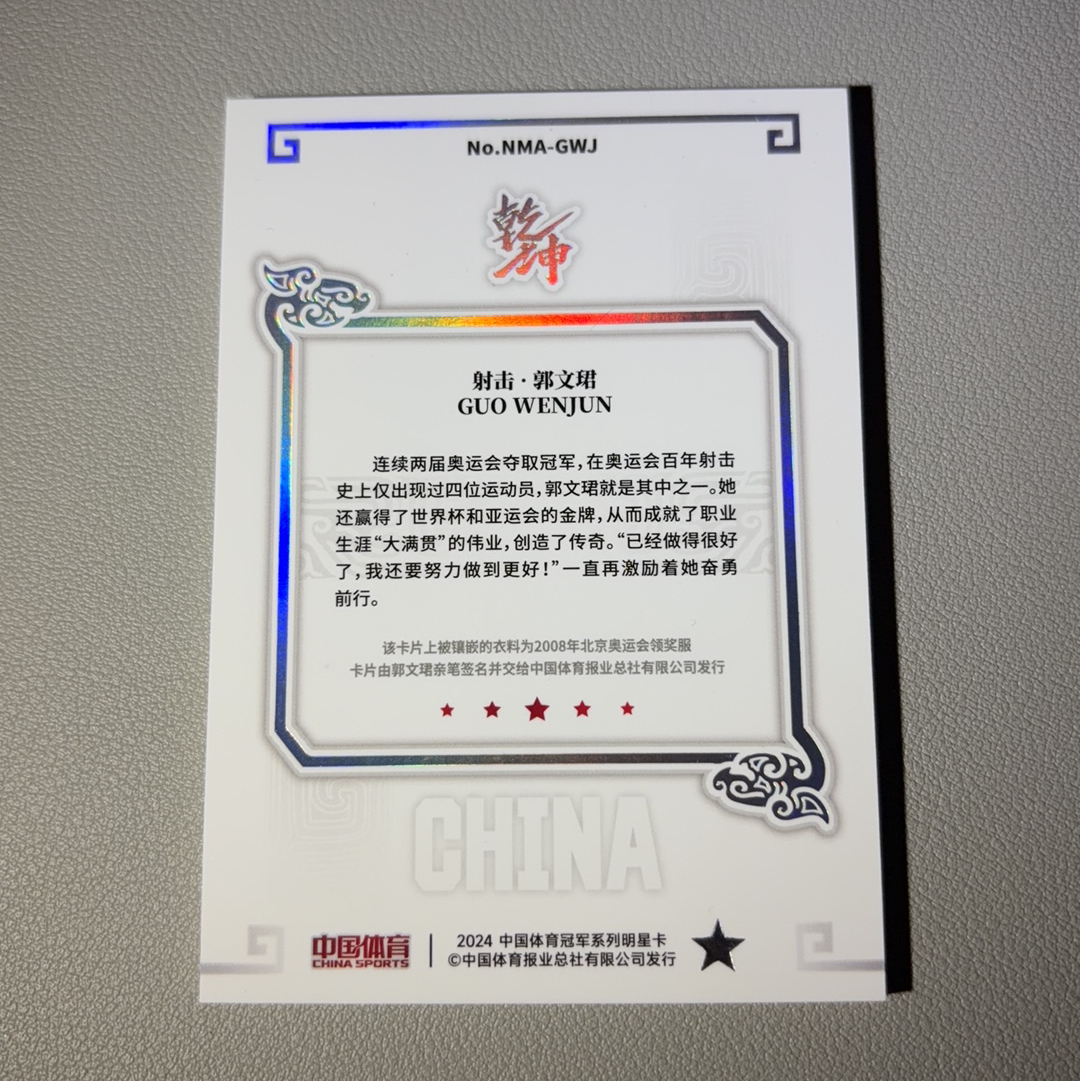 No.NMA-GWJ
乾坤
射击·郭文珺
GUO WENJUN
连续两届奥运会夺取冠军,在奥运会百年射击
史上仅出现过四位运动员,郭文珺就是其中之一。她
还赢得了世界杯和亚运会的金牌,从而成就了职业
生涯“大满贯”的伟业,创造了传奇。“已经做得很好
了,我还要努力做到更好!”一直再激励着她奋勇
前行。
该卡片上被镶嵌的衣料为2008年北京奥运会领奖服
卡片由郭文珺亲笔签名并交给中国体育报业总社有限公司发行
CHINA
中国体育
CHINA SPORTS
2024 中国体育冠军系列明星卡
©中国体育报业总社有限公司发行